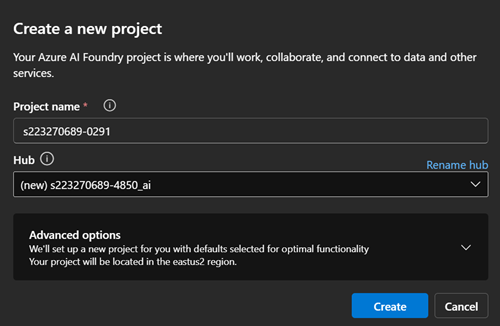 Create a new project
Your Azure AI Foundry project is where you'll work, collaborate, and connect to data and other
services.
Project name *
s223270689-0291
Hub
Rename hub
(new) s223270689-4850_ai
Advanced options
We'll set up a new project for you with defaults selected for optimal functionality
Your project will be located in the eastus2 region.
Create Cancel